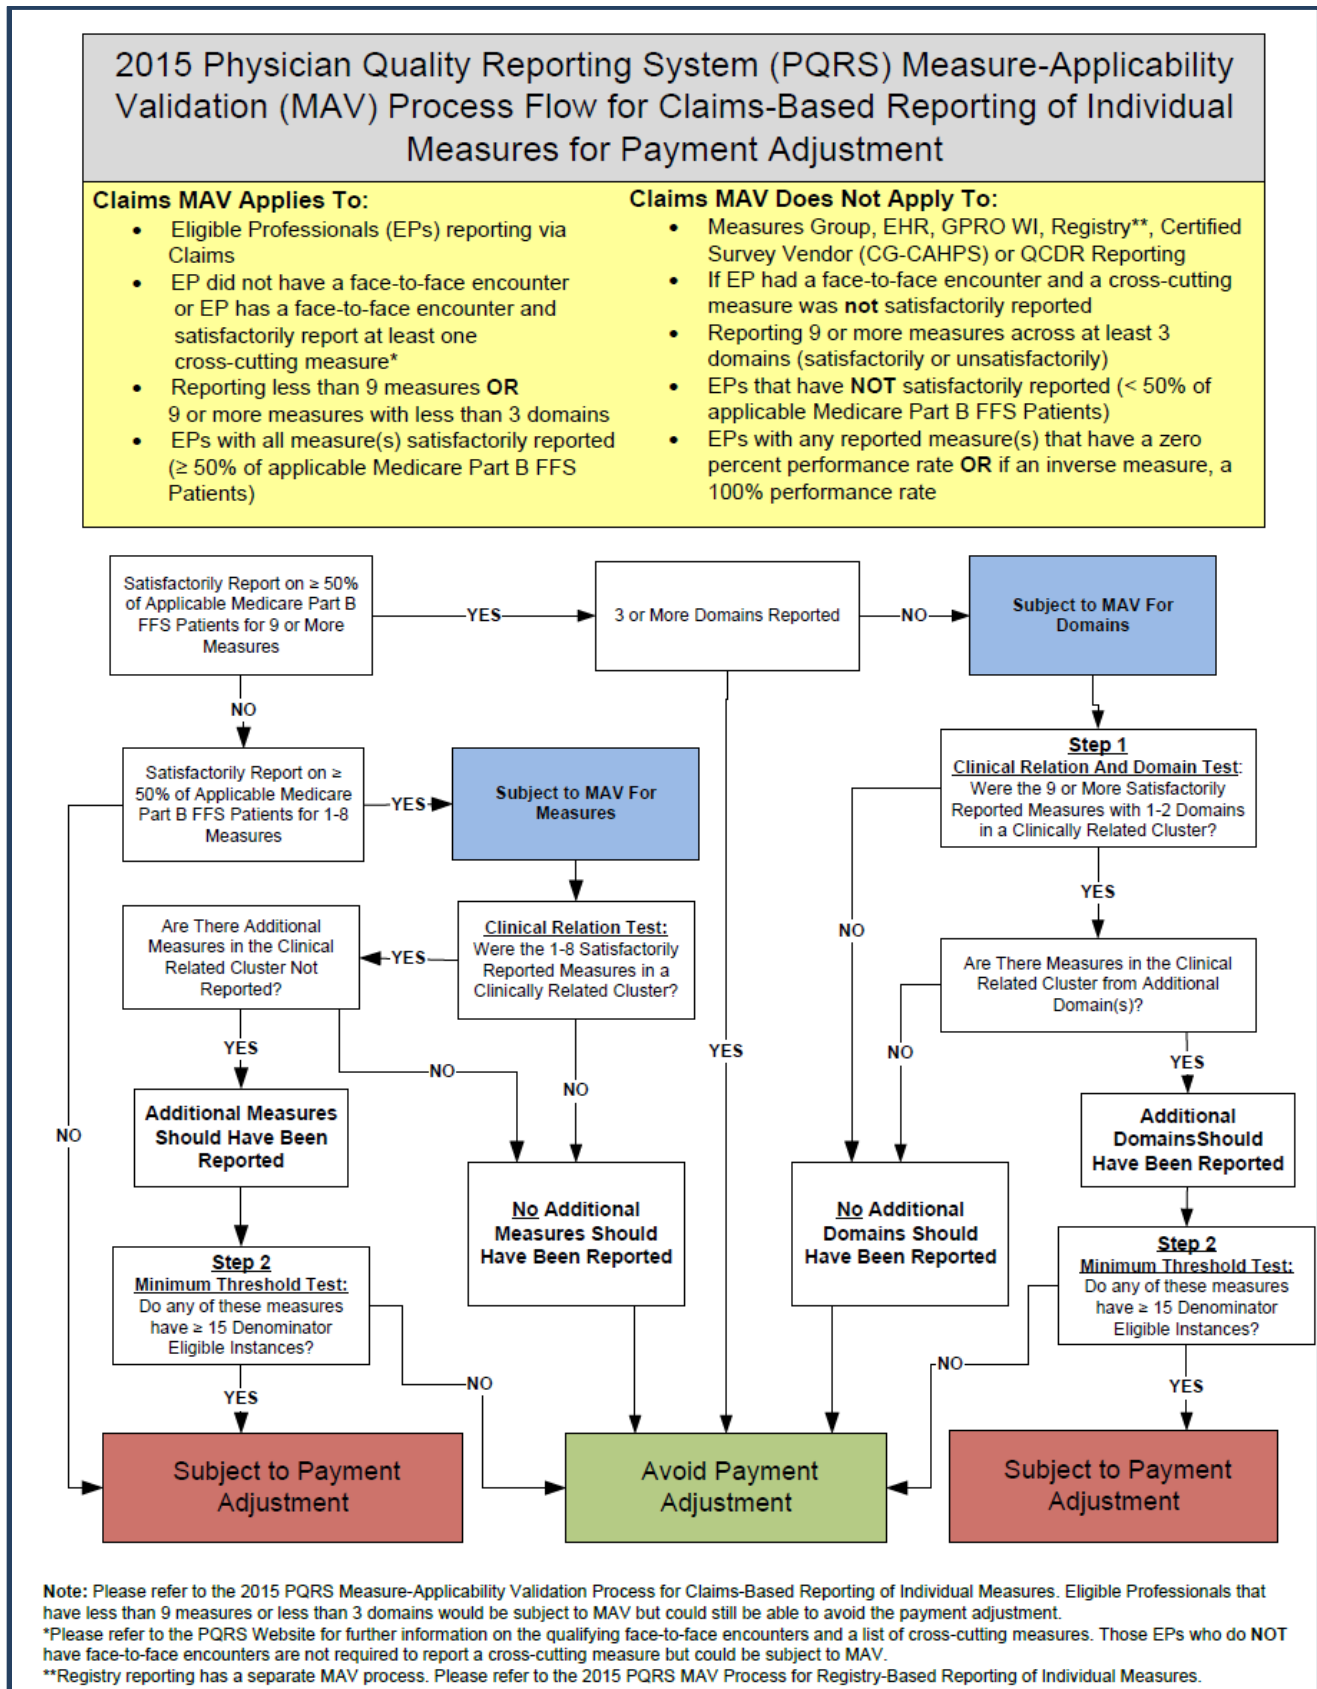 2015 Physician Quality Reporting System (PQRS) Measure-Applicability
Validation (MAV) Process Flow for Claims-Based Reporting of Individual
Measures for Payment Adjustment
Claims MAV Applies To:
• Eligible Professionals (EPs) reporting via
Claims
• EP did not have a face-to-face encounter
or EP has a face-to-face encounter and
satisfactorily report at least one
cross-cutting measure*
• Reporting less than 9 measures OR
9 or more measures with less than 3 domains
• EPs with all measure(s) satisfactorily reported
(≥ 50% of applicable Medicare Part B FFS
Patients)
Claims MAV Does Not Apply To:
• Measures Group, EHR, GPRO WI, Registry**, Certified
Survey Vendor (CG-CAHPS) or QCDR Reporting
• If EP had a face-to-face encounter and a cross-cutting
measure was not satisfactorily reported
• Reporting 9 or more measures across at least 3
domains (satisfactorily or unsatisfactorily)
• EPs that have NOT satisfactorily reported (< 50% of
applicable Medicare Part B FFS Patients)
• EPs with any reported measure(s) that have a zero
percent performance rate OR if an inverse measure, a
100% performance rate
Satisfactorily Report on ≥ 50%
of Applicable Medicare Part B
FFS Patients for 9 or More
Measures
YES
3 or More Domains Reported
NO
Subject to MAV For
Domains
NO
Satisfactorily Report on ≥
50% of Applicable Medicare
Part B FFS Patients for 1-8
Measures
YES
Subject to MAV For
Measures
Step 1
Clinical Relation And Domain Test:
Were the 9 or More Satisfactorily
Reported Measures with 1-2 Domains
in a Clinically Related Cluster?
YES
NO
Are There Additional
Measures in the Clinical
Related Cluster Not
Reported?
YES
Clinical Relation Test:
Were the 1-8 Satisfactorily
Reported Measures in a
Clinically Related Cluster?
Are There Measures in the Clinical
Related Cluster from Additional
Domain(s)?
YES
NO
NO
YES
NO
YES
NO
Additional Measures
Should Have Been
Reported
Additional
DomainsShould
Have Been Reported
No Additional
Measures Should
Have Been Reported
No Additional
Domains Should
Have Been Reported
Step 2
Minimum Threshold Test:
Do any of these measures
have ≥ 15 Denominator
Eligible Instances?
Step 2
Minimum Threshold Test:
Do any of these measures
have ≥ 15 Denominator
Eligible Instances?
YES
NO
NO
YES
Subject to Payment
Adjustment
Avoid Payment
Adjustment
Subject to Payment
Adjustment
Note: Please refer to the 2015 PQRS Measure-Applicability Validation Process for Claims-Based Reporting of Individual Measures. Eligible Professionals that
have less than 9 measures or less than 3 domains would be subject to MAV but could still be able to avoid the payment adjustment.
*Please refer to the PQRS Website for further information on the qualifying face-to-face encounters and a list of cross-cutting measures. Those EPs who do NOT
have face-to-face encounters are not required to report a cross-cutting measure but could be subject to MAV.
**Registry reporting has a separate MAV process. Please refer to the 2015 PQRS MAV Process for Registry-Based Reporting of Individual Measures.